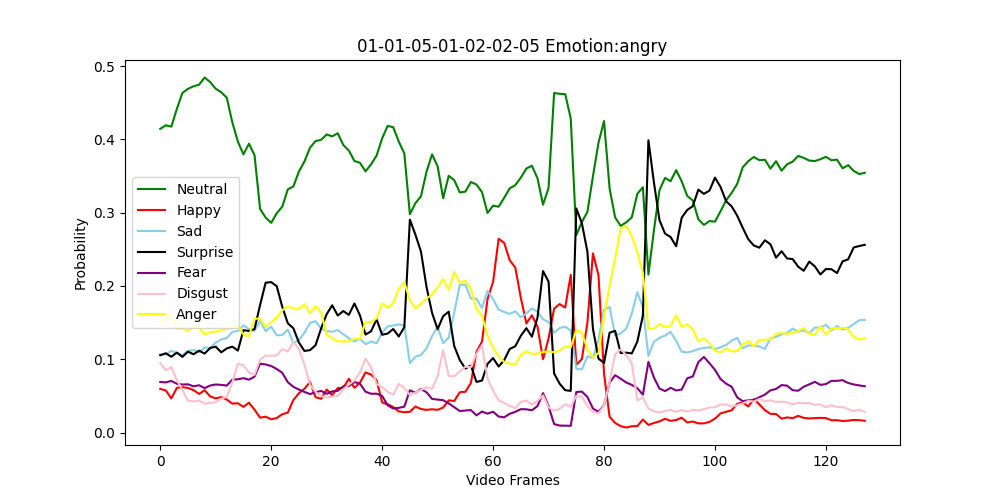 01-01-05-01-02-02-05 Emotion:angry
Probability
0.5
0.4
0.3
0.2
0.1
0.0
Neutral
Happy
Sad
Surprise
Fear
Disgust
Anger
0 20 40 60 80 100 120
Video Frames